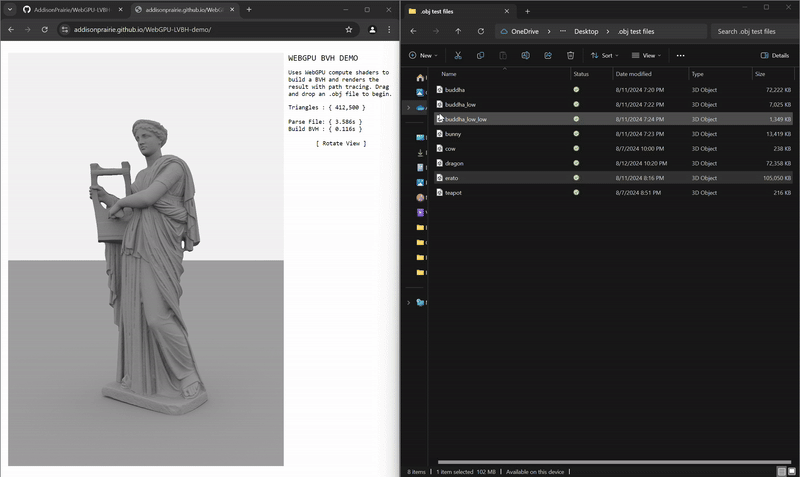 AddisonPrairie/WebGPU-LVBH
addisonprairie.github.io/WebGPU
addisonprairie.github.io/WebGPU-LVBH-demo/
WEBGPU BVH DEMO
Uses WebGPU compute shaders to
build a BVH and renders the
result with path tracing. Drag
and drop an .obj file to begin.
Triangles : { 412,500 }
Parse file: { 3.586s }
Build BVH : { 0.116s }
[ Rotate View ]
.obj test files
OneDrive
Desktop
.obj test files
Search .obj test files
New
Sort
View
Details
Name Status Date modified Type Size
buddha 8/11/2024 7:20 PM 3D Object 72,222 KB
buddha_low 8/11/2024 7:22 PM 3D Object 7,025 KB
buddha_low_low 8/11/2024 7:24 PM 3D Object 1,349 KB
bunny 8/11/2024 7:23 PM 3D Object 13,419 KB
cow 8/7/2024 10:00 PM 3D Object 238 KB
dragon 8/12/2024 10:20 PM 3D Object 72,358 KB
erato 8/11/2024 8:16 PM 3D Object 105,050 KB
teapot 8/7/2024 8:51 PM 3D Object 216 KB
8 items 1 item selected 102 MB Available on this device